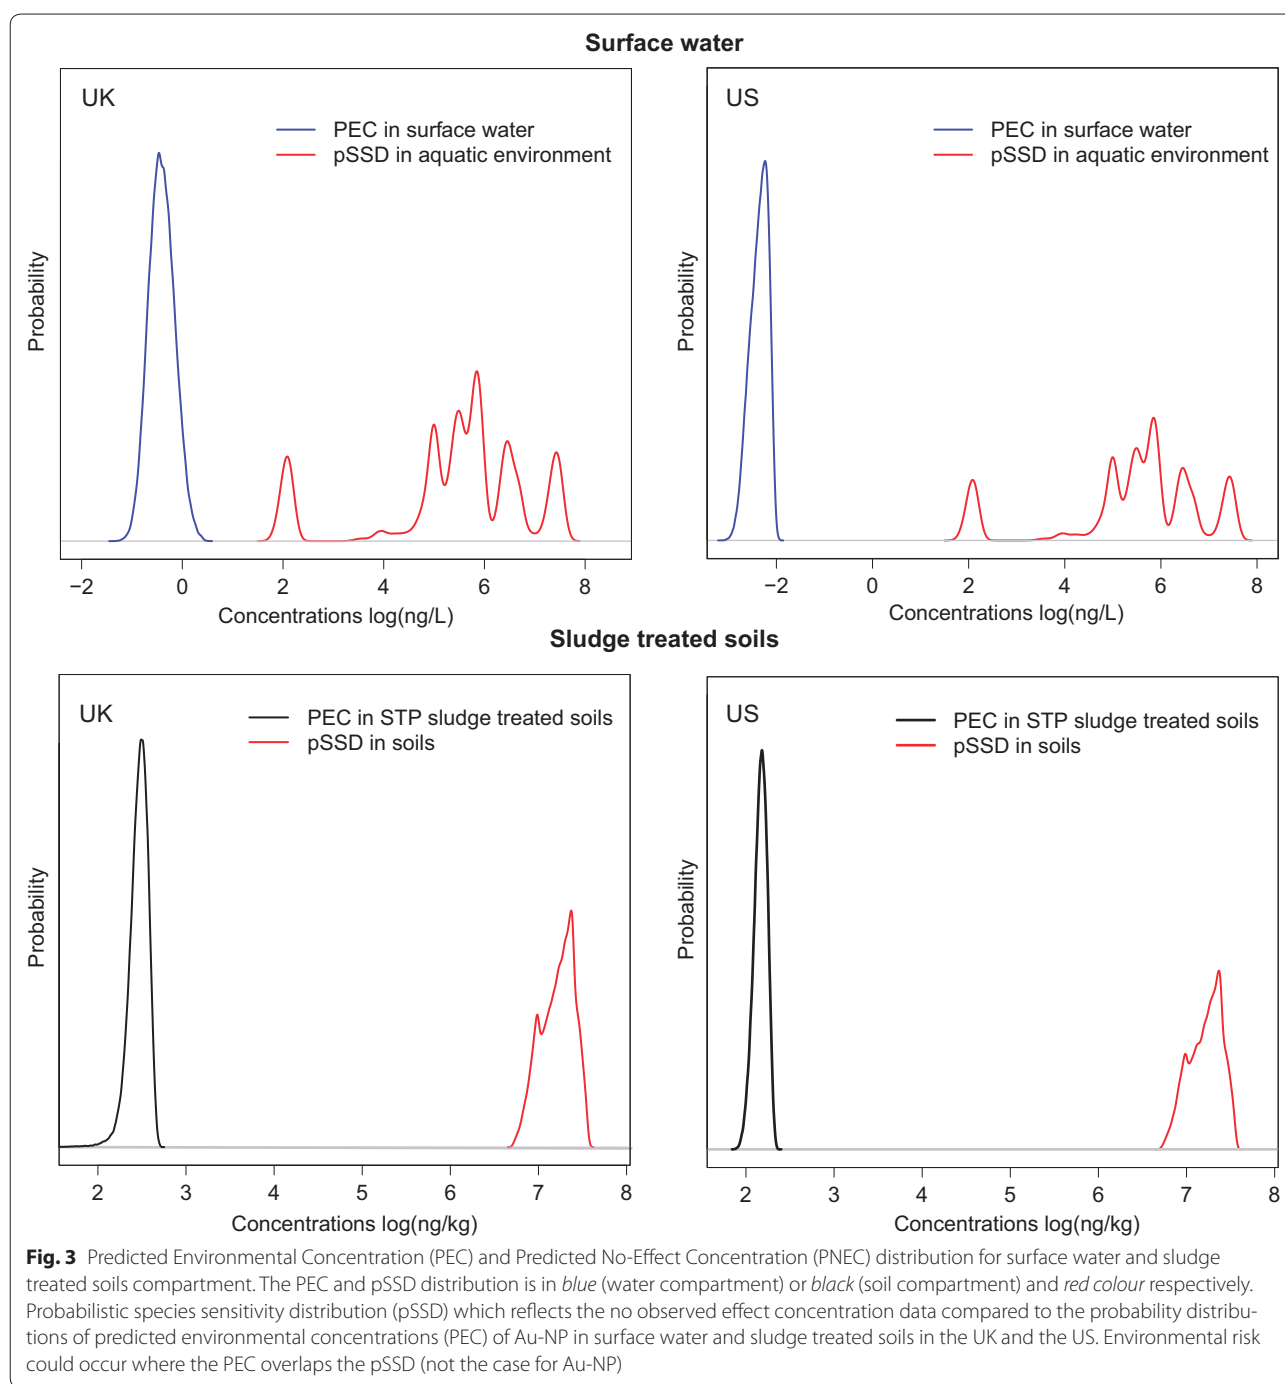 Surface water
UK
PEC in surface water
pSSD in aquatic environment
Probability
−2 0 2 4 6 8
Concentrations log(ng/L)
US
PEC in surface water
pSSD in aquatic environment
Probability
−2 0 2 4 6 8
Concentrations log(ng/L)
Sludge treated soils
UK
PEC in STP sludge treated soils
pSSD in soils
Probability
2 3 4 5 6 7 8
Concentrations log(ng/kg)
US
PEC in STP sludge treated soils
pSSD in soils
Probability
2 3 4 5 6 7 8
Concentrations log(ng/kg)
Fig. 3 Predicted Environmental Concentration (PEC) and Predicted No-Effect Concentration (PNEC) distribution for surface water and sludge
treated soils compartment. The PEC and pSSD distribution is in blue (water compartment) or black (soil compartment) and red colour respectively.
Probabilistic species sensitivity distribution (pSSD) which reflects the no observed effect concentration data compared to the probability distribu-
tions of predicted environmental concentrations (PEC) of Au-NP in surface water and sludge treated soils in the UK and the US. Environmental risk
could occur where the PEC overlaps the pSSD (not the case for Au-NP)